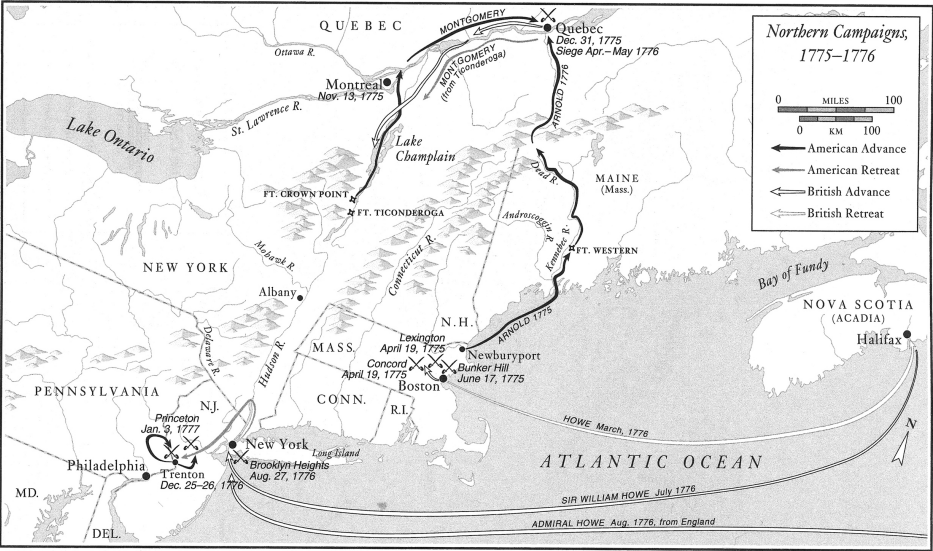 Northern Campaigns,
1775–1776
0 MILES 100
0 KM 100
American Advance
American Retreat
British Advance
British Retreat
QUEBEC
MONTGOMERY
Quebec
Dec. 31, 1775
Siege Apr.–May 1776
Ottawa R.
MONTGOMERY
(from Ticonderoga)
Montreal
Nov. 13, 1775
St. Lawrence R.
ARNOLD 1776
Lake Ontario
Lake
Champlain
Dead R.
MAINE
(Mass.)
FT. CROWN POINT
FT. TICONDEROGA
Androscoggin R.
Kennebec R.
FT. WESTERN
Connecticut R.
Mohawk R.
NEW YORK
Bay of Fundy
Albany
NOVA SCOTIA
(ACADIA)
Halifax
N.H.
ARNOLD 1775
Delaware R.
Hudson R.
MASS.
Lexington
April 19, 1775
Newburyport
Concord
April 19, 1775
Bunker Hill
June 17, 1775
Boston
PENNSYLVANIA
N.J.
CONN.
R.I.
HOWE March, 1776
Princeton
Jan. 3, 1777
New York
Long Island
N
Philadelphia
Trenton
Dec. 25–26, 1776
Brooklyn Heights
Aug. 27, 1776
ATLANTIC OCEAN
MD.
SIR WILLIAM HOWE July 1776
DEL.
ADMIRAL HOWE Aug. 1776, from England